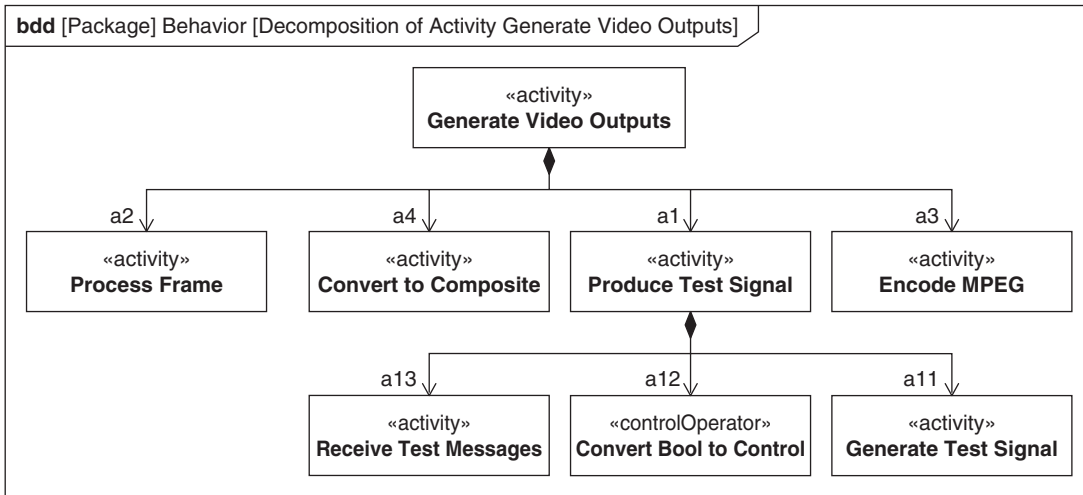 bdd [Package] Behavior [Decomposition of Activity Generate Video Outputs]
«activity»
Generate Video Outputs
a2
a4
a1
a3
«activity»
Process Frame
«activity»
Convert to Composite
«activity»
Produce Test Signal
«activity»
Encode MPEG
a13
a12
a11
«activity»
Receive Test Messages
«controlOperator»
Convert Bool to Control
«activity»
Generate Test Signal